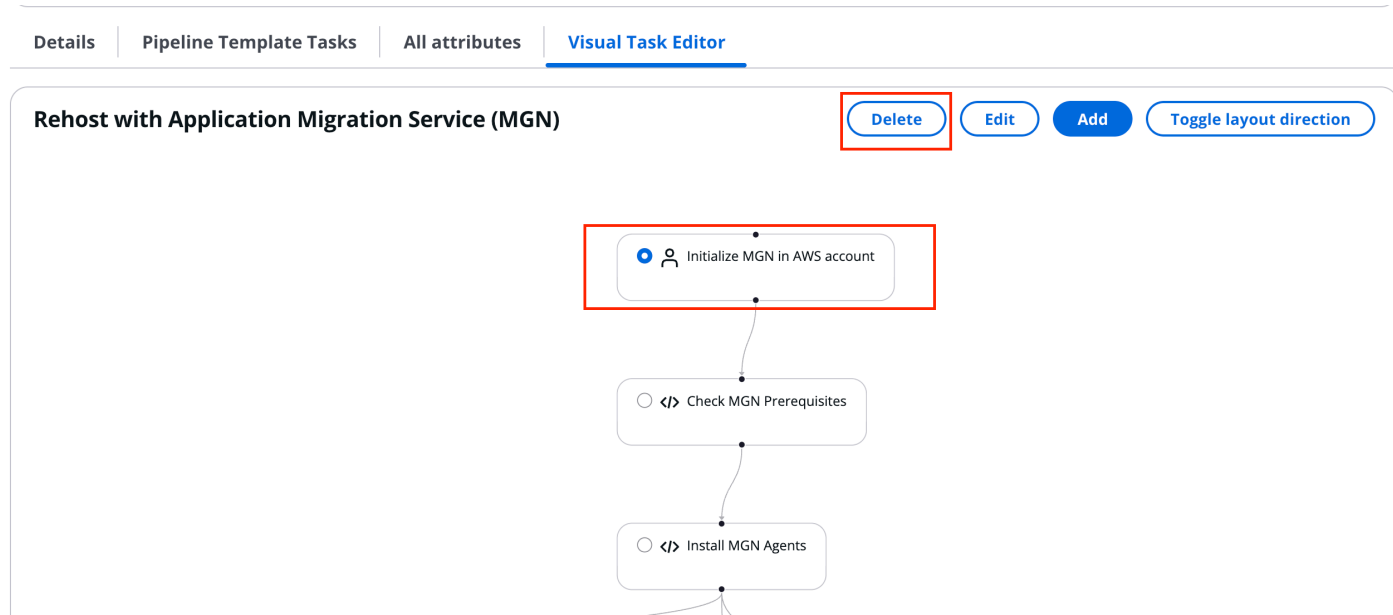 Details Pipeline Template Tasks All attributes Visual Task Editor
Rehost with Application Migration Service (MGN) Delete Edit Add Toggle layout direction
Initialize MGN in AWS account
</> Check MGN Prerequisites
</> Install MGN Agents